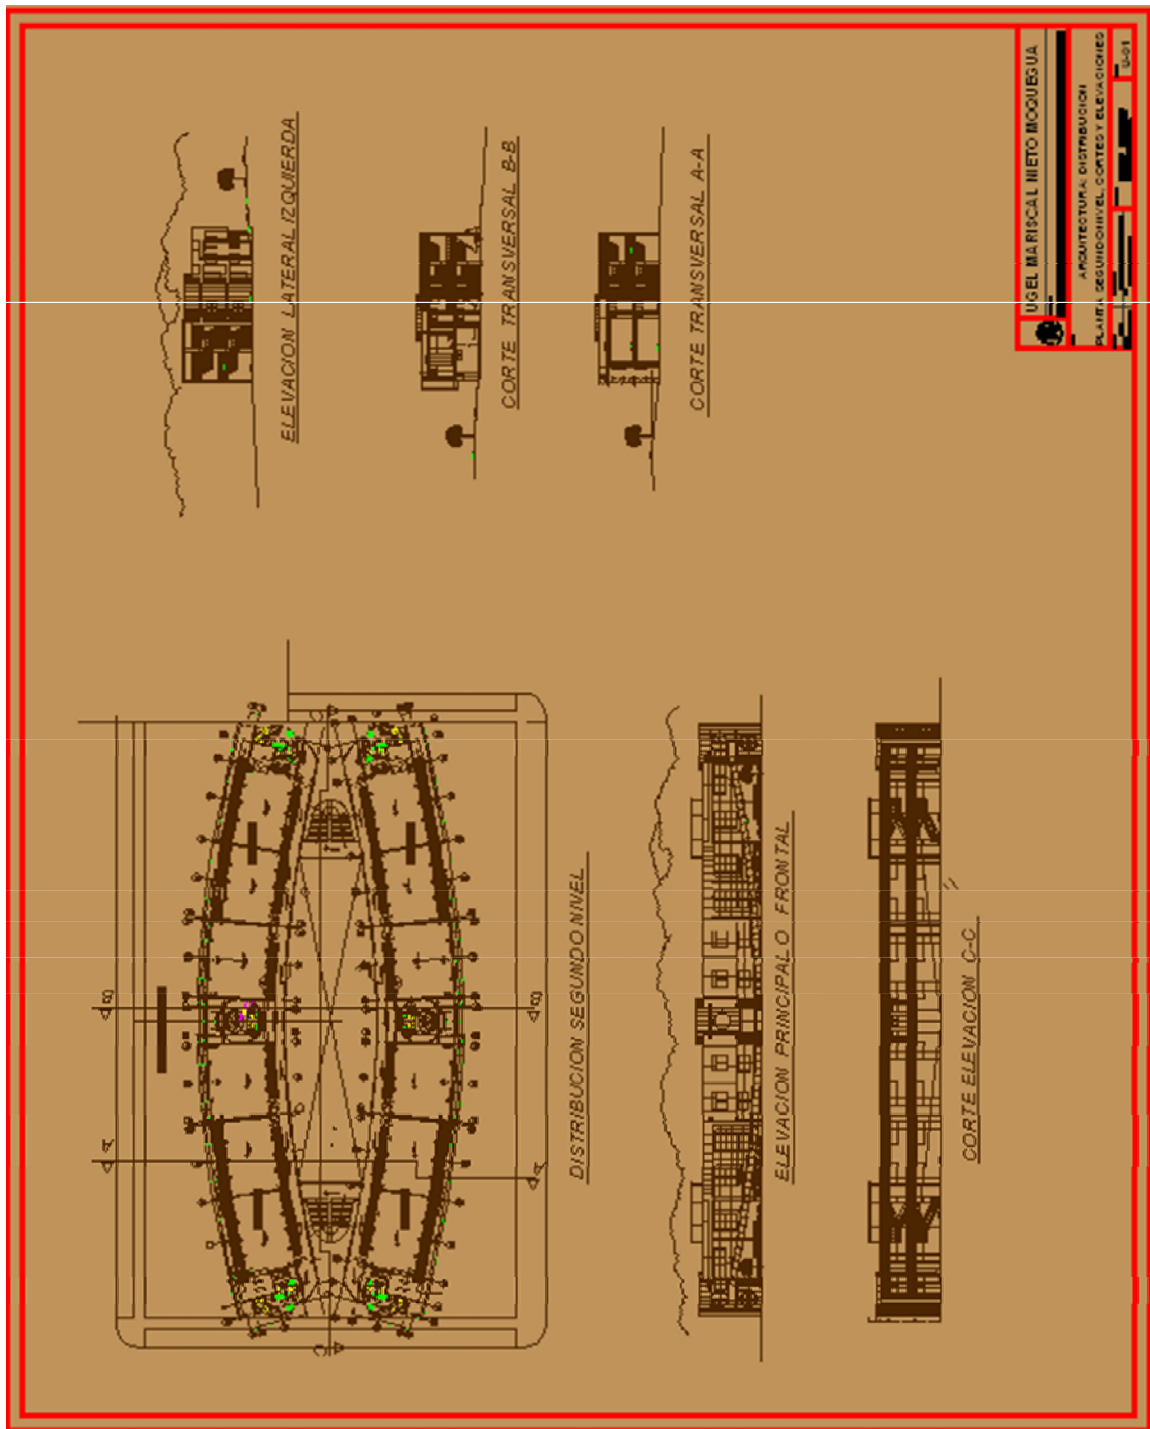 UGEL MARISCAL NIETO MOQUEGUA
ARQUITECTURA: DISTRIBUCION
PLANTA SEGUNDO NIVEL, CORTES Y ELEVACIONES
U-01
ELEVACION LATERAL IZQUIERDA
CORTE TRANSVERSAL B-B
CORTE TRANSVERSAL A-A
DISTRIBUCION SEGUNDO NIVEL
ELEVACION PRINCIPAL O FRONTAL
CORTE ELEVACION C-C